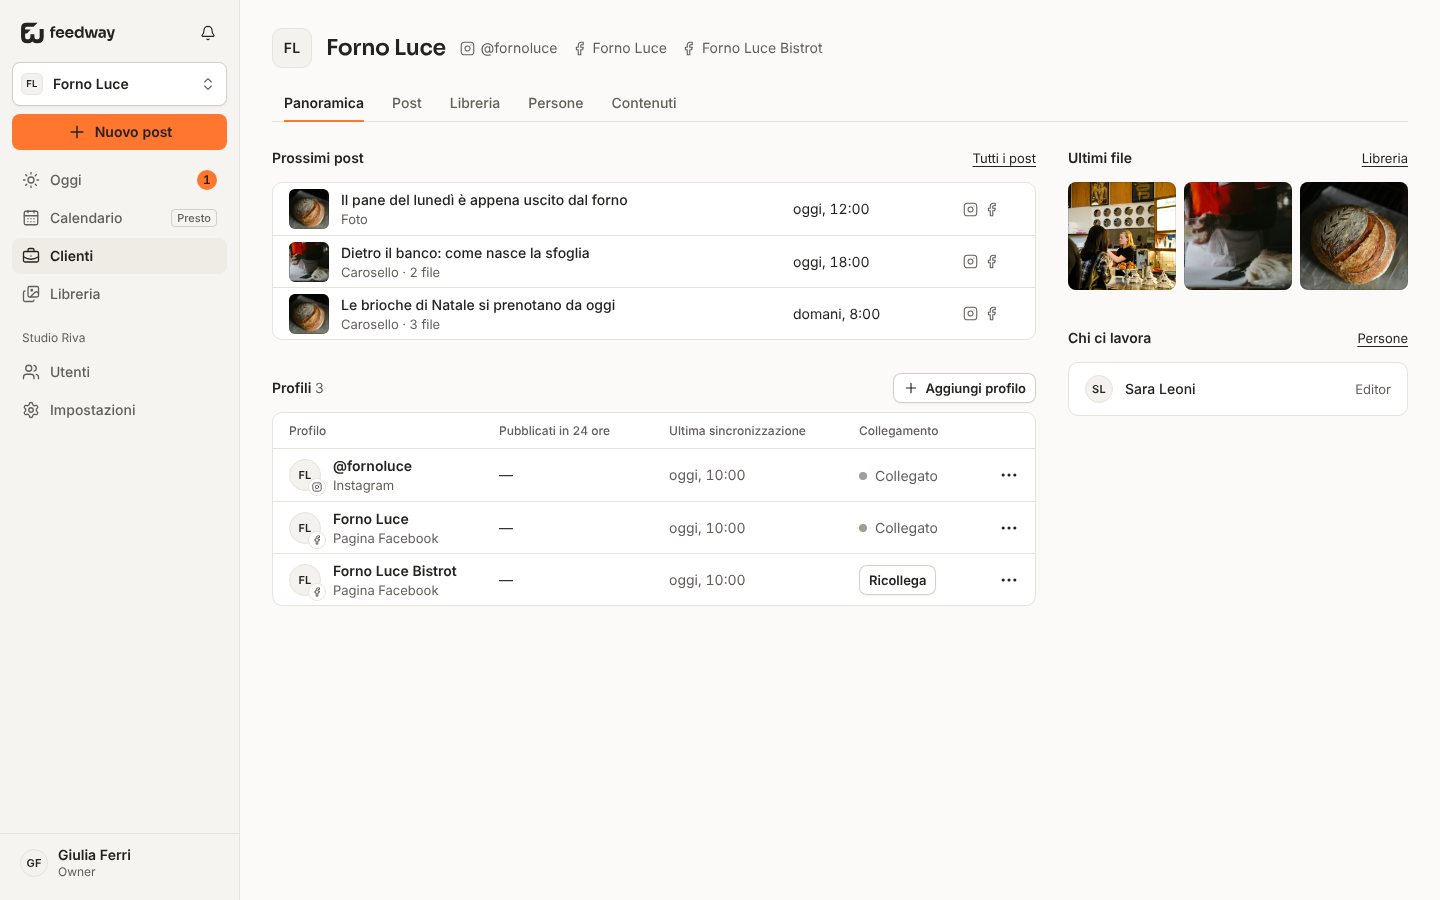 feedway
FL Forno Luce
Nuovo post
Oggi 1
Calendario Presto
Clienti
Libreria
Studio Riva
Utenti
Impostazioni
GF Giulia Ferri
Owner
FL Forno Luce @fornoluce Forno Luce Forno Luce Bistrot
Panoramica Post Libreria Persone Contenuti
Prossimi post Tutti i post
Il pane del lunedì è appena uscito dal forno
Foto
oggi, 12:00
Dietro il banco: come nasce la sfoglia
Carosello · 2 file
oggi, 18:00
Le brioche di Natale si prenotano da oggi
Carosello · 3 file
domani, 8:00
Profili 3 Aggiungi profilo
Profilo Pubblicati in 24 ore Ultima sincronizzazione Collegamento
FL @fornoluce
Instagram
— oggi, 10:00 Collegato
FL Forno Luce
Pagina Facebook
— oggi, 10:00 Collegato
FL Forno Luce Bistrot
Pagina Facebook
— oggi, 10:00 Ricollega
Ultimi file Libreria
Chi ci lavora Persone
SL Sara Leoni Editor